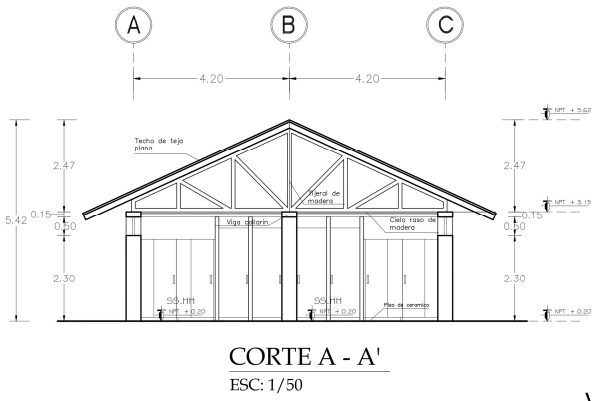 A B C
4.20 4.20
NPT + 5.62
Techo de teja
plana
2.47 2.47
Tijeral de
madera
NPT + 3.15
5.42 0.15 0.15
Viga collarín
Cielo raso de
madera
0.50 0.50
2.30 2.30
SS.HH SS.HH
Piso de ceramico
NPT + 0.20 NPT + 0.20 NPT + 0.20
CORTE A - A'
ESC: 1/50